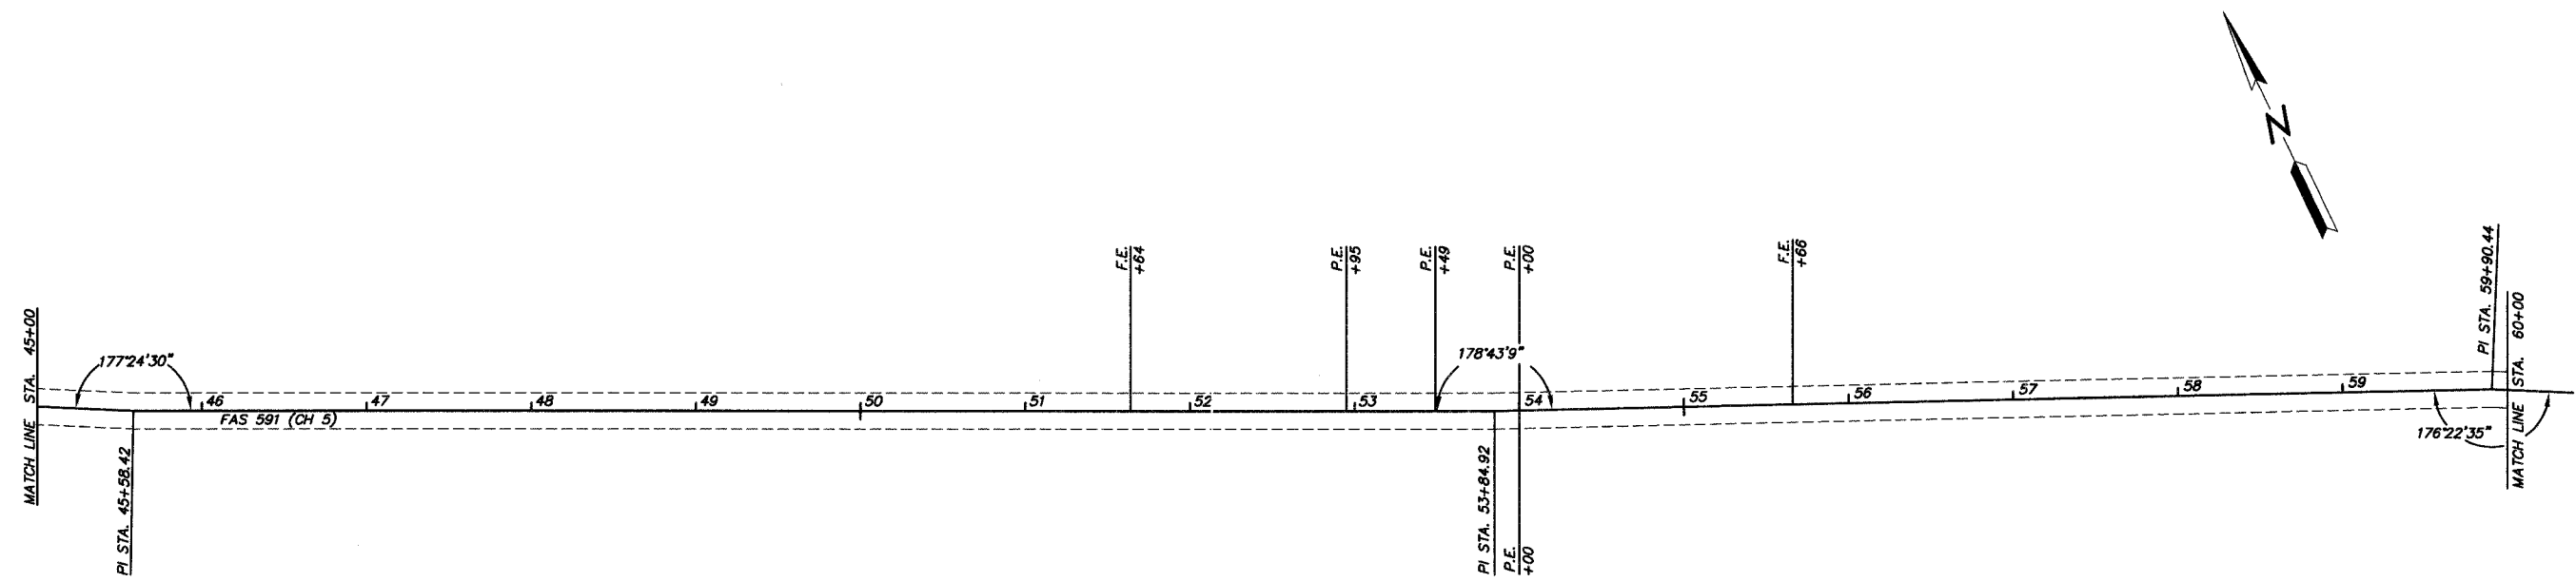 N
F.E.
+64
P.E.
+95
P.E.
+49
P.E.
+00
F.E.
+66
PI STA. 59+90.44
MATCH LINE STA. 45+00
177°24'30"
178°43'9"
MATCH LINE STA. 60+00
46
47
48
49
50
51
52
53
54
55
56
57
58
59
FAS 591 (CH 5)
176°22'35"
PI STA. 45+58.42
PI STA. 53+84.92
P.E.
+00